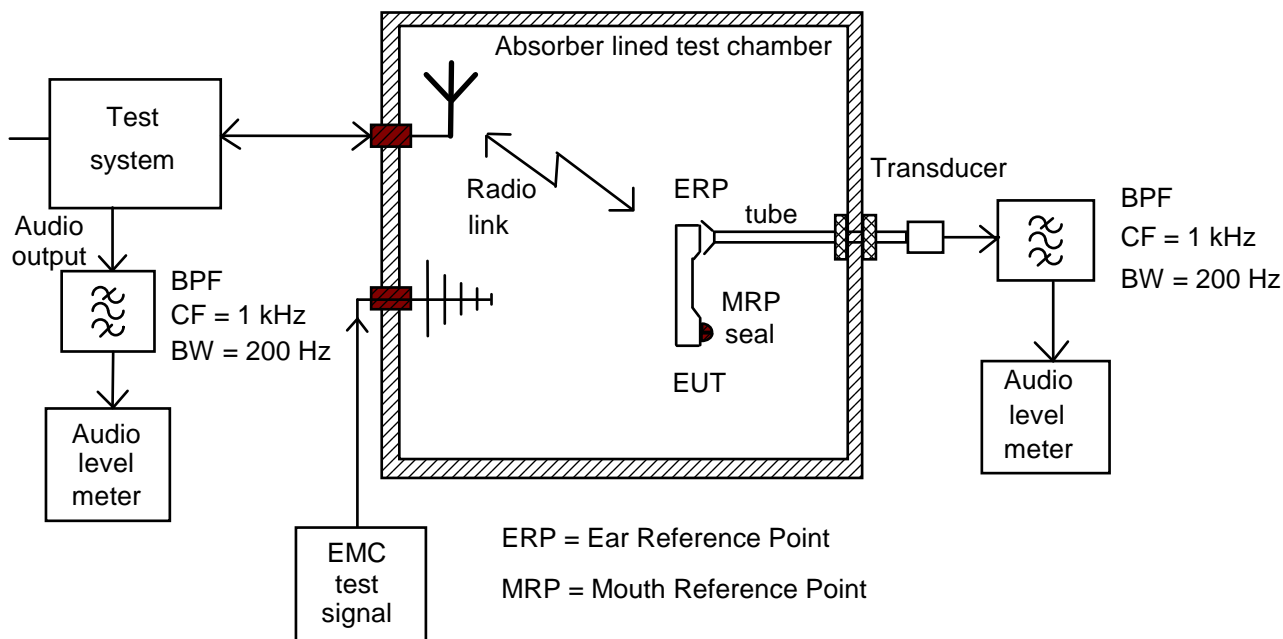 Absorber lined test chamber
Test
system
Audio
output
BPF
CF = 1 kHz
BW = 200 Hz
Audio
level
meter
Radio
link
ERP
tube
Transducer
BPF
CF = 1 kHz
BW = 200 Hz
MRP
seal
EUT
Audio
level
meter
EMC
test
signal
ERP = Ear Reference Point
MRP = Mouth Reference Point